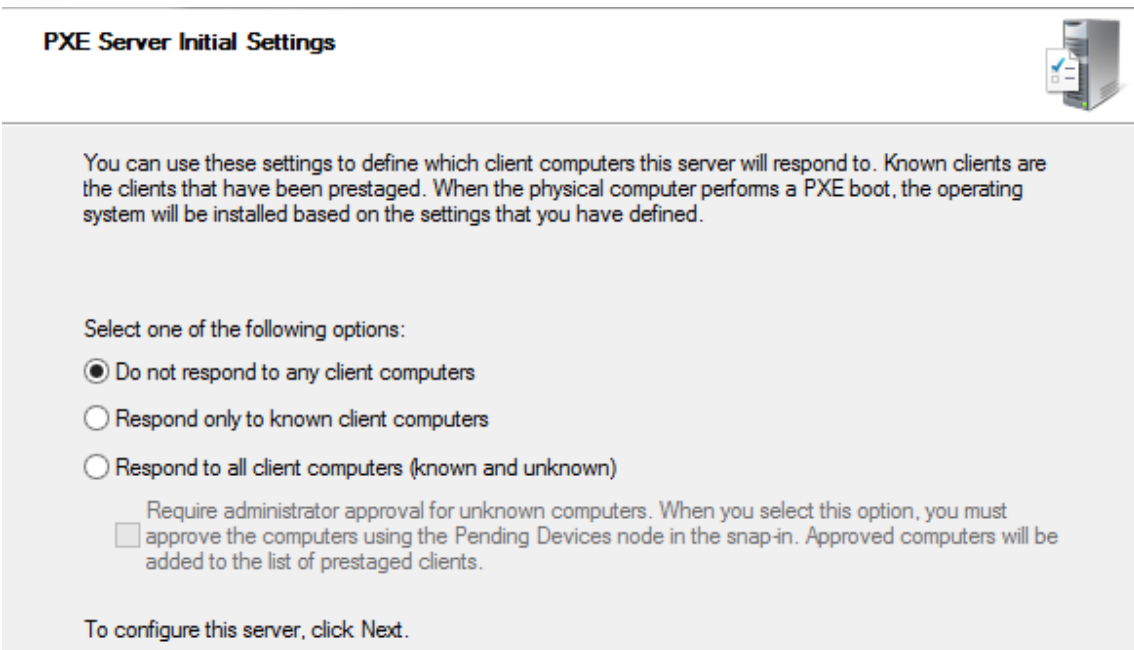 PXE Server Initial Settings
You can use these settings to define which client computers this server will respond to. Known clients are
the clients that have been prestaged. When the physical computer performs a PXE boot, the operating
system will be installed based on the settings that you have defined.
Select one of the following options:
Do not respond to any client computers
Respond only to known client computers
Respond to all client computers (known and unknown)
Require administrator approval for unknown computers. When you select this option, you must
approve the computers using the Pending Devices node in the snap-in. Approved computers will be
added to the list of prestaged clients.
To configure this server, click Next.